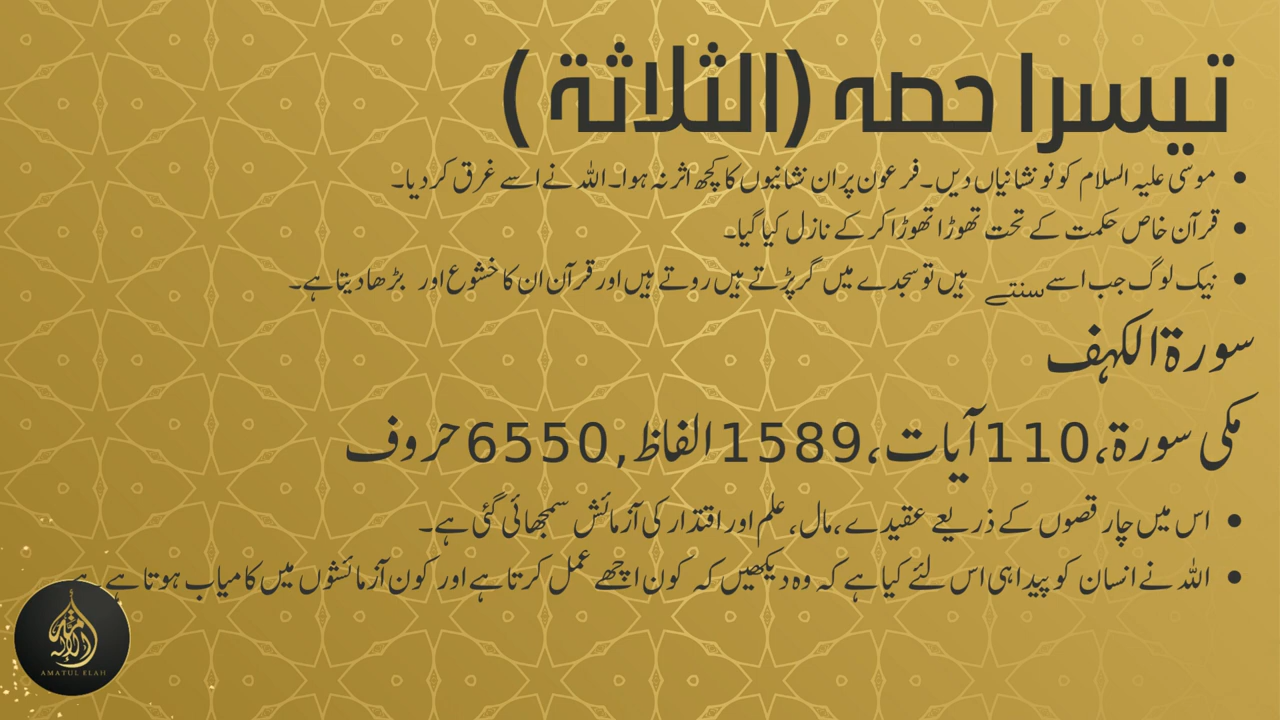 تیسرا حصہ (الثلاثة )
موسیٰ علیہ السلام کو نو نشانیاں دیں۔ فرعون پر ان نشانیوں کا کچھ اثر نہ ہوا۔ اللہ نے اسے غرق کر دیا۔
قرآن خاص حکمت کے تحت تھوڑا تھوڑا کر کے نازل کیا گیا۔
نیک لوگ جب اسے سنتے ہیں تو سجدے میں گر پڑتے ہیں روتے ہیں اور قرآن ان کا خشوع اور بڑھا دیتا ہے۔
سورۃ الکہف
مکی سورۃ، 110 آیات، 1589 الفاظ, 6550 حروف
اس میں چار قصوں کے ذریعے عقیدے، مال، علم اور اقتدار کی آزمائش سمجھائی گئی ہے۔
اللہ نے انسان کو پیدا ہی اس لئے کیا ہے کہ وہ دیکھیں کہ کون اچھے عمل کرتا ہے اور کون آزمائشوں میں کامیاب ہوتا ہے
AMATUL ELAH